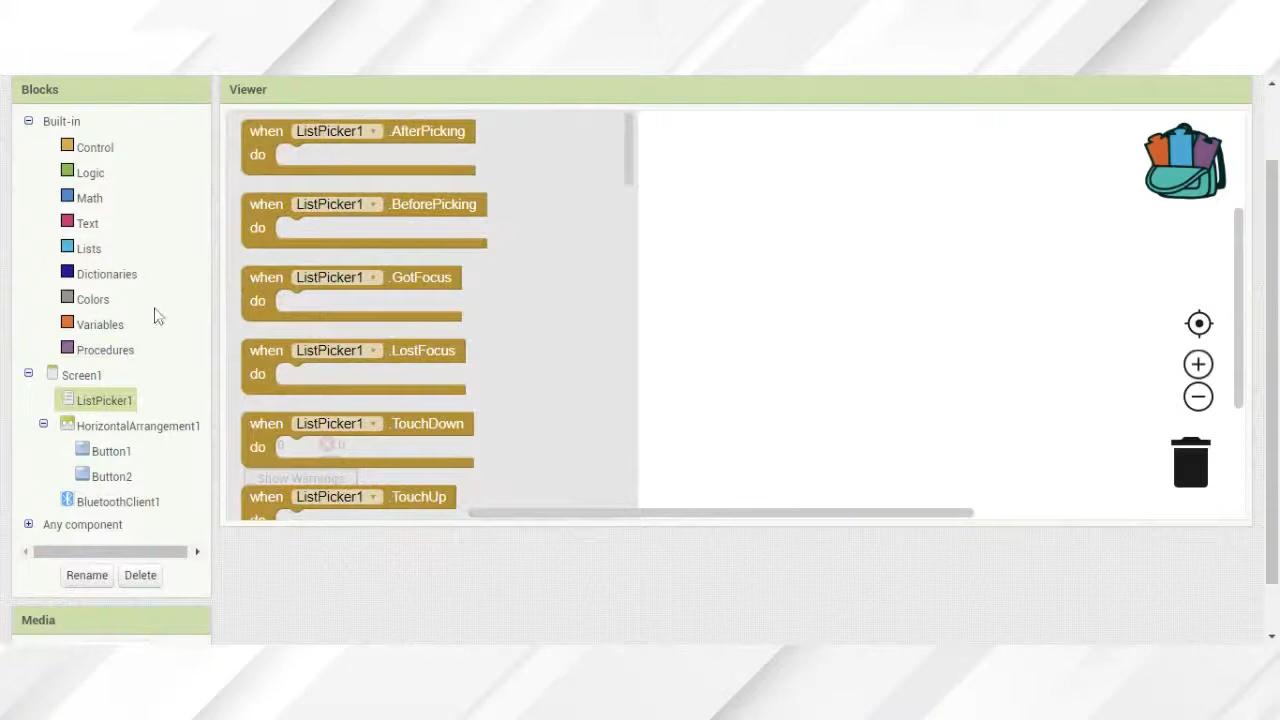 Blocks
Viewer
Built-in
Control
Logic
Math
Text
Lists
Dictionaries
Colors
Variables
Procedures
Screen1
ListPicker1
HorizontalArrangement1
Button1
Button2
BluetoothClient1
Any component
Rename Delete
Media
when ListPicker1 .AfterPicking
do
when ListPicker1 .BeforePicking
do
when ListPicker1 .GotFocus
do
when ListPicker1 .LostFocus
do
when ListPicker1 .TouchDown
do
Show Warnings
when ListPicker1 .TouchUp
do